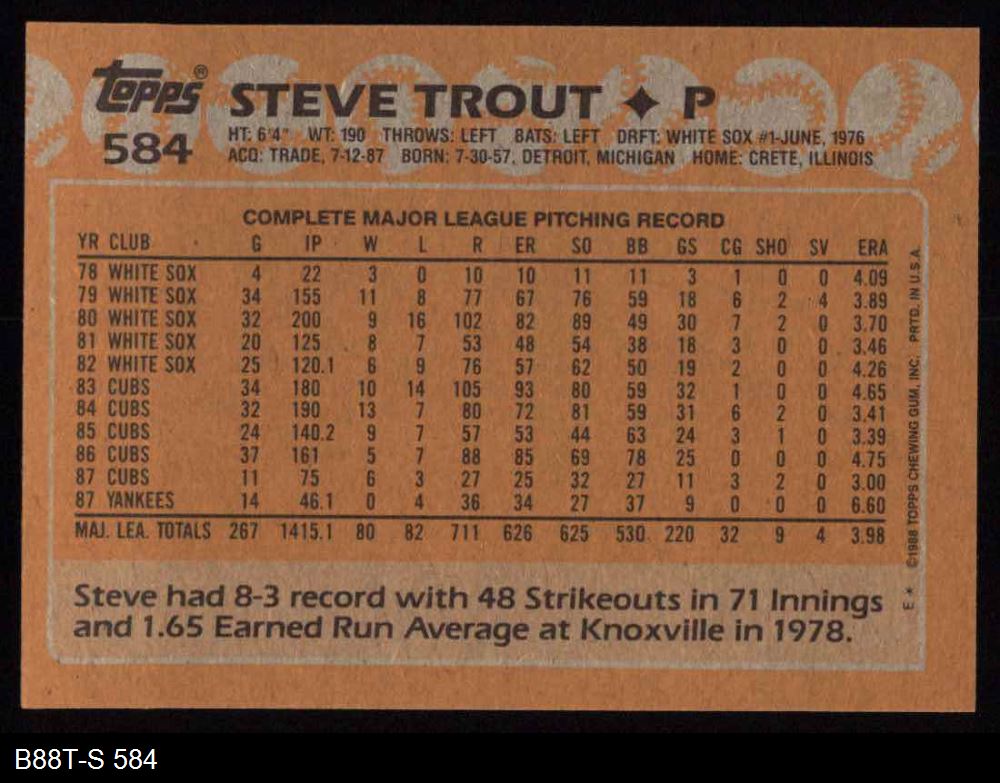 Topps®
584
STEVE TROUT ✦ P
HT: 6'4" WT: 190 THROWS: LEFT BATS: LEFT DRFT: WHITE SOX #1-JUNE, 1976
ACQ: TRADE, 7-12-87 BORN: 7-30-57, DETROIT, MICHIGAN HOME: CRETE, ILLINOIS
COMPLETE MAJOR LEAGUE PITCHING RECORD
YR CLUB G IP W L R ER SO BB GS CG SHO SV ERA
78 WHITE SOX 4 22 3 0 10 10 11 11 3 1 0 0 4.09
79 WHITE SOX 34 155 11 8 77 67 76 59 18 6 2 4 3.89
80 WHITE SOX 32 200 9 16 102 82 89 49 30 7 2 0 3.70
81 WHITE SOX 20 125 8 7 53 48 54 38 18 3 0 0 3.46
82 WHITE SOX 25 120.1 6 9 76 57 62 50 19 2 0 0 4.26
83 CUBS 34 180 10 14 105 93 80 59 32 1 0 0 4.65
84 CUBS 32 190 13 7 80 72 81 59 31 6 2 0 3.41
85 CUBS 24 140.2 9 7 57 53 44 63 24 3 1 0 3.39
86 CUBS 37 161 5 7 88 85 69 78 25 0 0 0 4.75
87 CUBS 11 75 6 3 27 25 32 27 11 3 2 0 3.00
87 YANKEES 14 46.1 0 4 36 34 27 37 9 0 0 0 6.60
MAJ. LEA. TOTALS 267 1415.1 80 82 711 626 625 530 220 32 9 4 3.98
Steve had 8-3 record with 48 Strikeouts in 71 Innings
and 1.65 Earned Run Average at Knoxville in 1978.
E* ©1988 TOPPS CHEWING GUM, INC. PRTD. IN U.S.A.
B88T-S 584